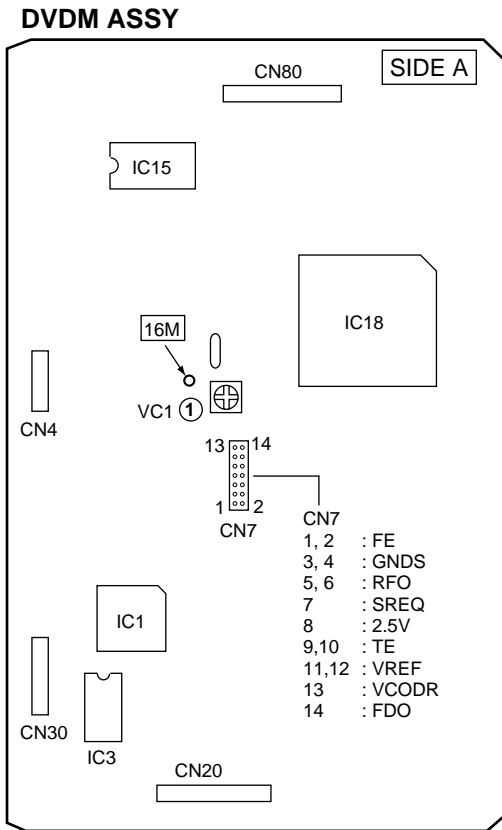 DVDM ASSY
SIDE A
CN80
IC15
IC18
16M
VC1 ①
CN4
13 14
1 2
CN7
CN7
1, 2 : FE
3, 4 : GNDS
5, 6 : RFO
7 : SREQ
8 : 2.5V
9,10 : TE
11,12 : VREF
13 : VCODR
14 : FDO
IC1
CN30
IC3
CN20